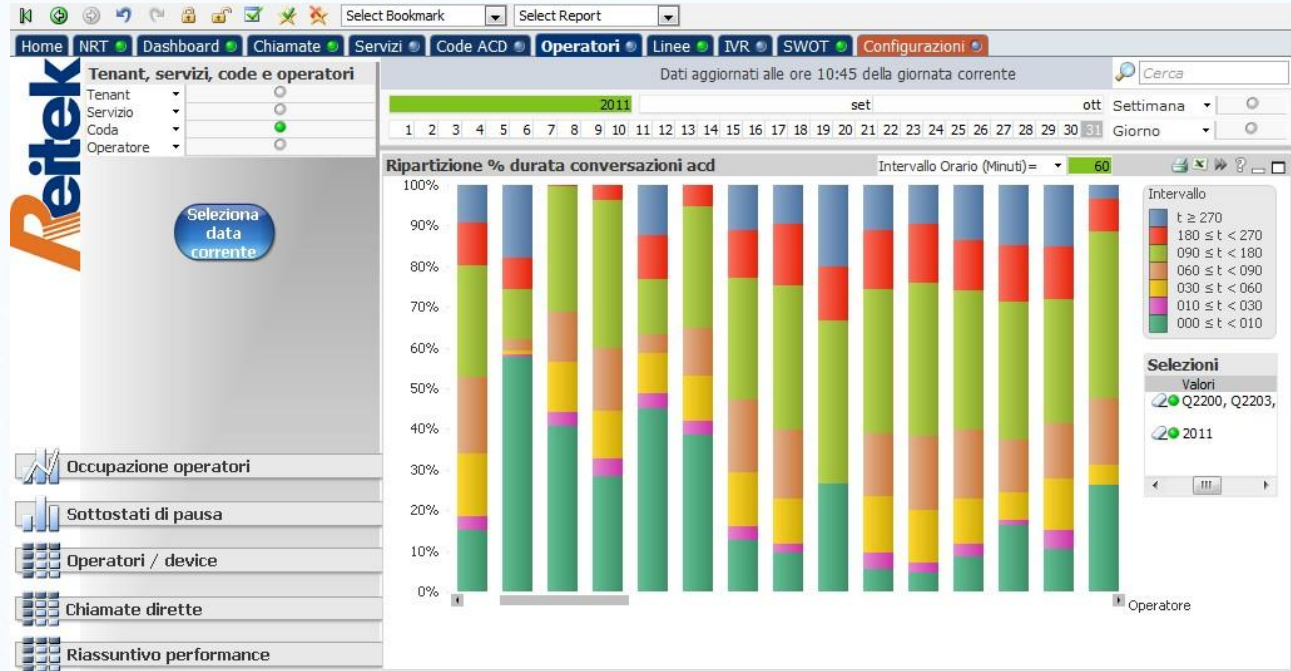 Select Bookmark Select Report
Home NRT Dashboard Chiamate Servizi Code ACD Operatori Linee IVR SWOT Configurazioni
Reitek
Tenant, servizi, code e operatori
Tenant
Servizio
Coda
Operatore
Dati aggiornati alle ore 10:45 della giornata corrente
Cerca
2011 set ott Settimana
1 2 3 4 5 6 7 8 9 10 11 12 13 14 15 16 17 18 19 20 21 22 23 24 25 26 27 28 29 30 31 Giorno
Seleziona
data
corrente
Ripartizione % durata conversazioni acd
Intervallo Orario (Minuti)= 60
100%
90%
80%
70%
60%
50%
40%
30%
20%
10%
0%
Operatore
Intervallo
t ≥ 270
180 ≤ t < 270
090 ≤ t < 180
060 ≤ t < 090
030 ≤ t < 060
010 ≤ t < 030
000 ≤ t < 010
Selezioni
Valori
Q2200, Q2203,
2011
Occupazione operatori
Sottostati di pausa
Operatori / device
Chiamate dirette
Riassuntivo performance